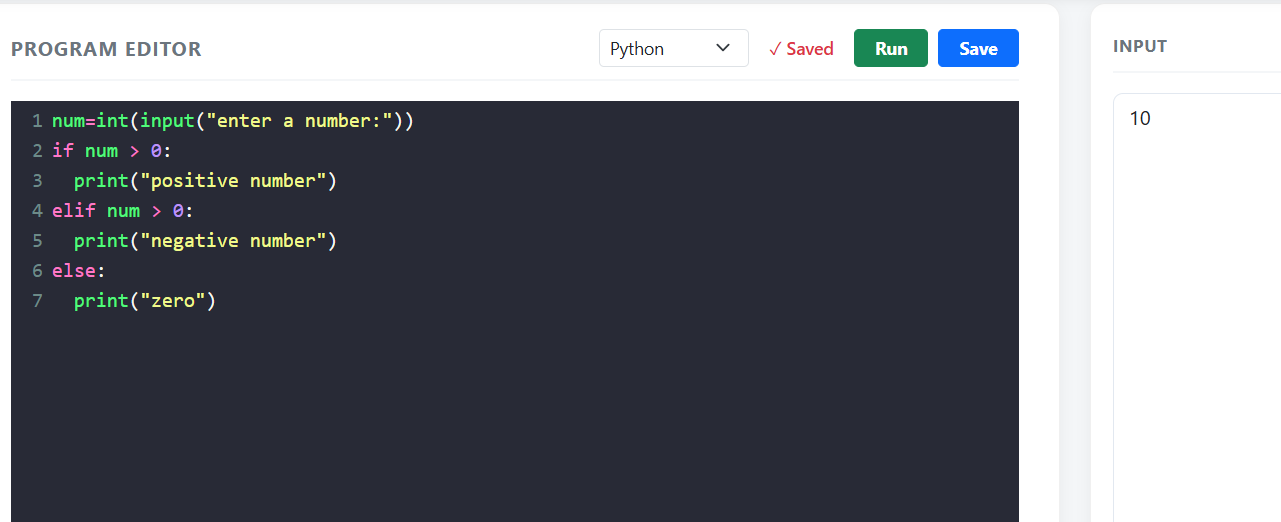 PROGRAM EDITOR
Python
✓ Saved
Run
Save
1 num=int(input("enter a number:"))
2 if num > 0:
3   print("positive number")
4 elif num > 0:
5   print("negative number")
6 else:
7   print("zero")
INPUT
10